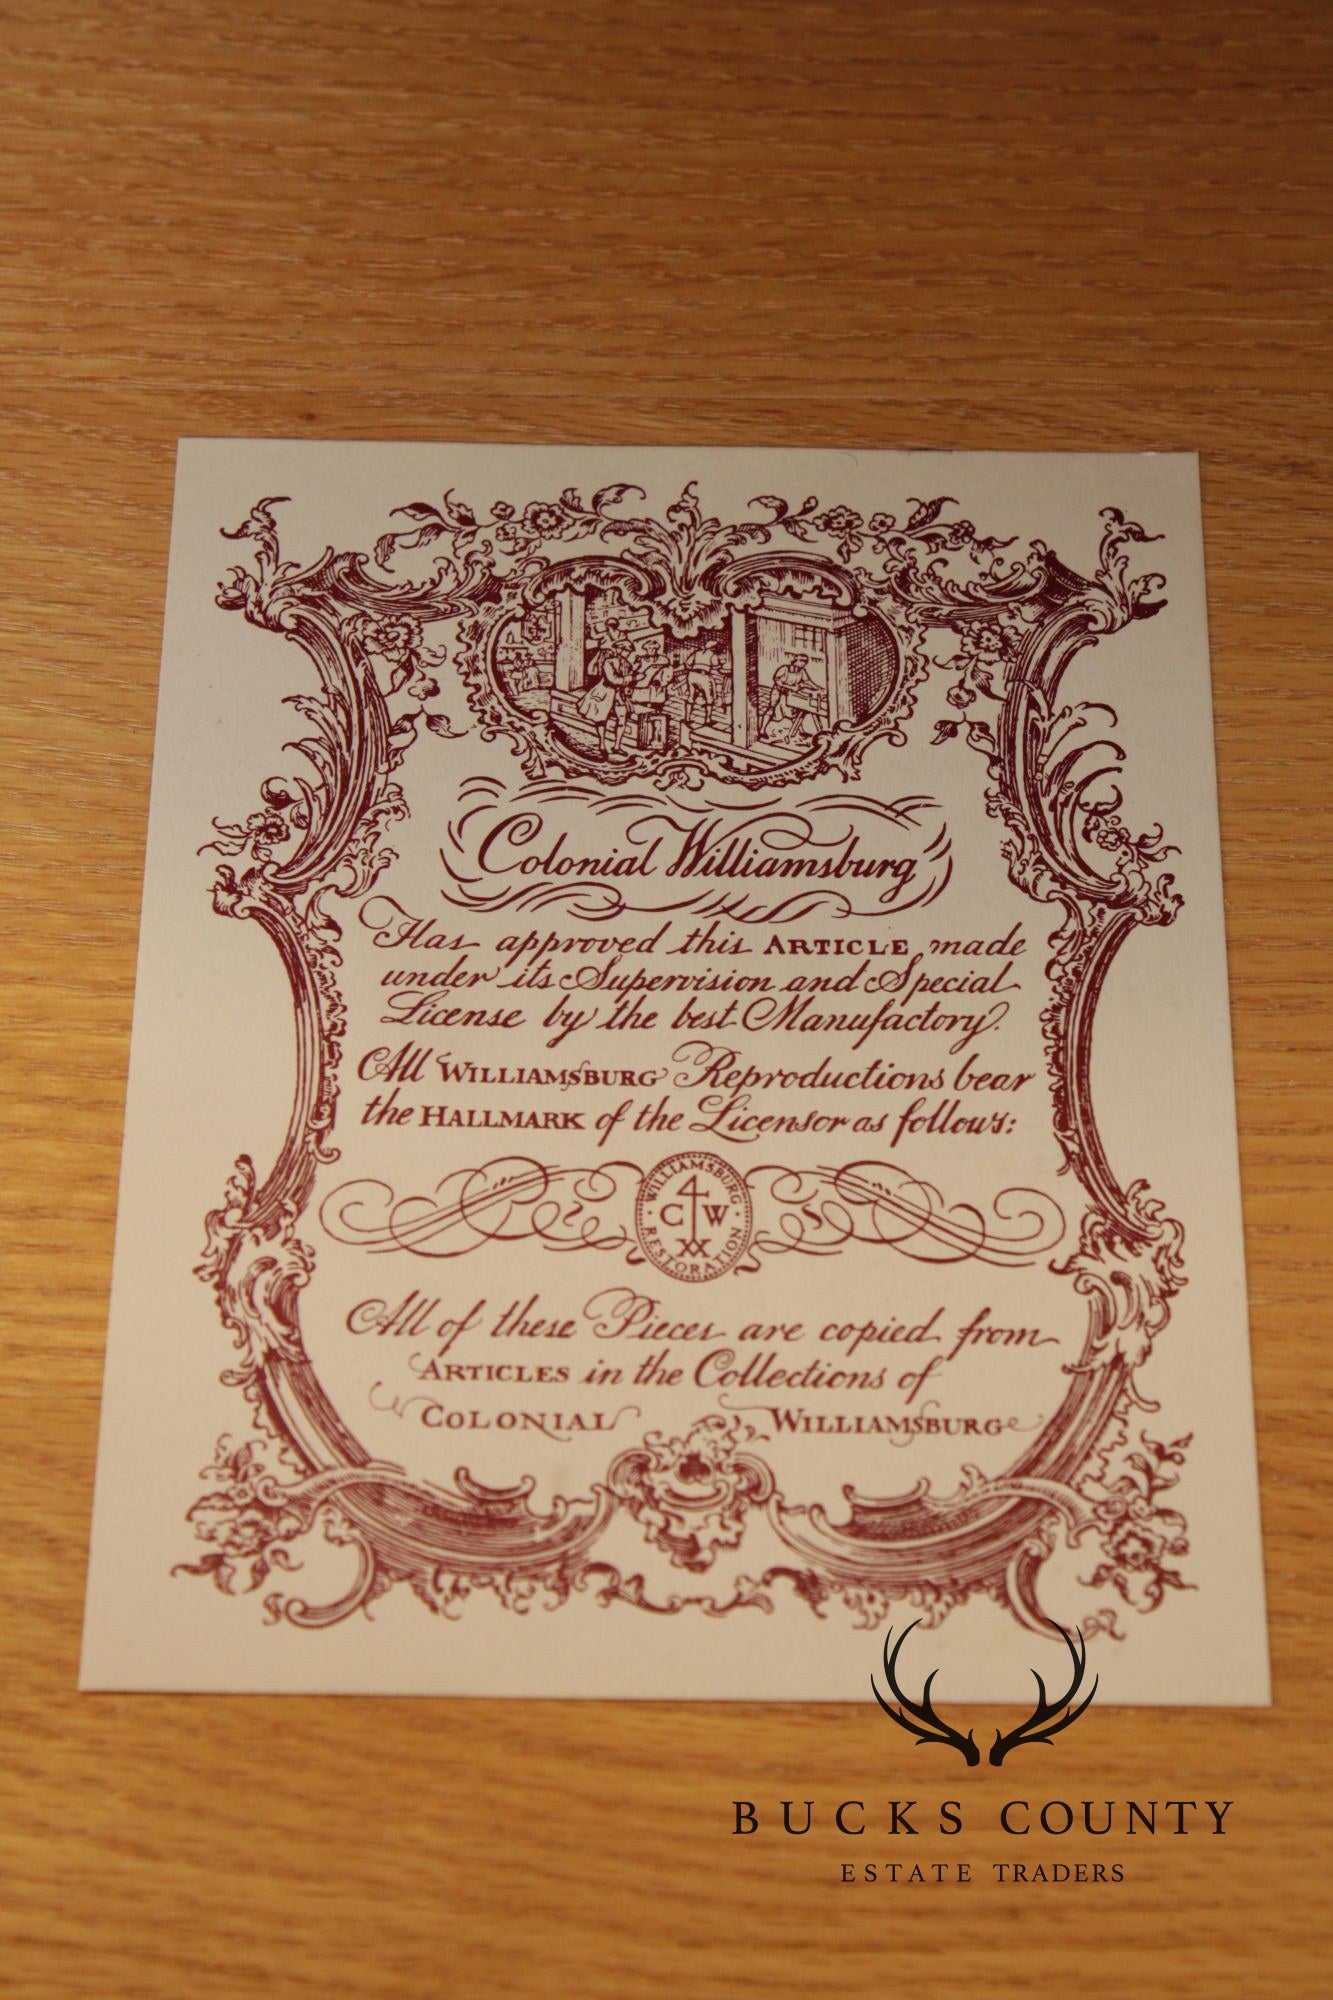 Colonial Williamsburg
Has approved this ARTICLE made
under its Supervision and Special
License by the best Manufactory.
All WILLIAMSBURG Reproductions bear
the HALLMARK of the Licensor as follows:
WILLIAMSBURG
C W
RESTORATION
All of these Pieces are copied from
ARTICLES in the Collections of
COLONIAL WILLIAMSBURG
BUCKS COUNTY
ESTATE TRADERS